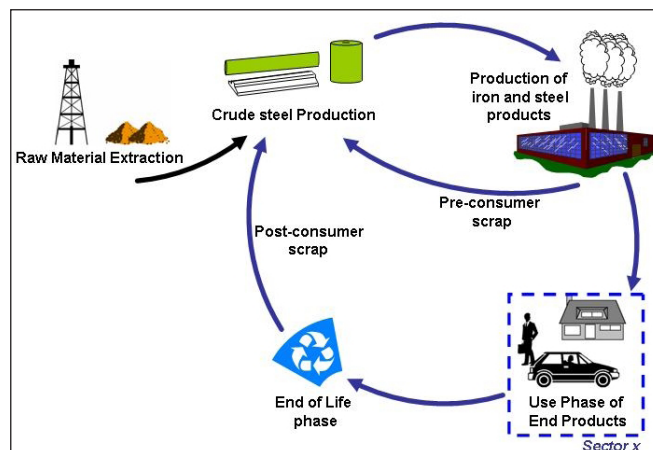 Raw Material Extraction
Crude steel Production
Production of
iron and steel
products
Pre-consumer
scrap
Post-consumer
scrap
End of Life
phase
Use Phase of
End Products
Sector x